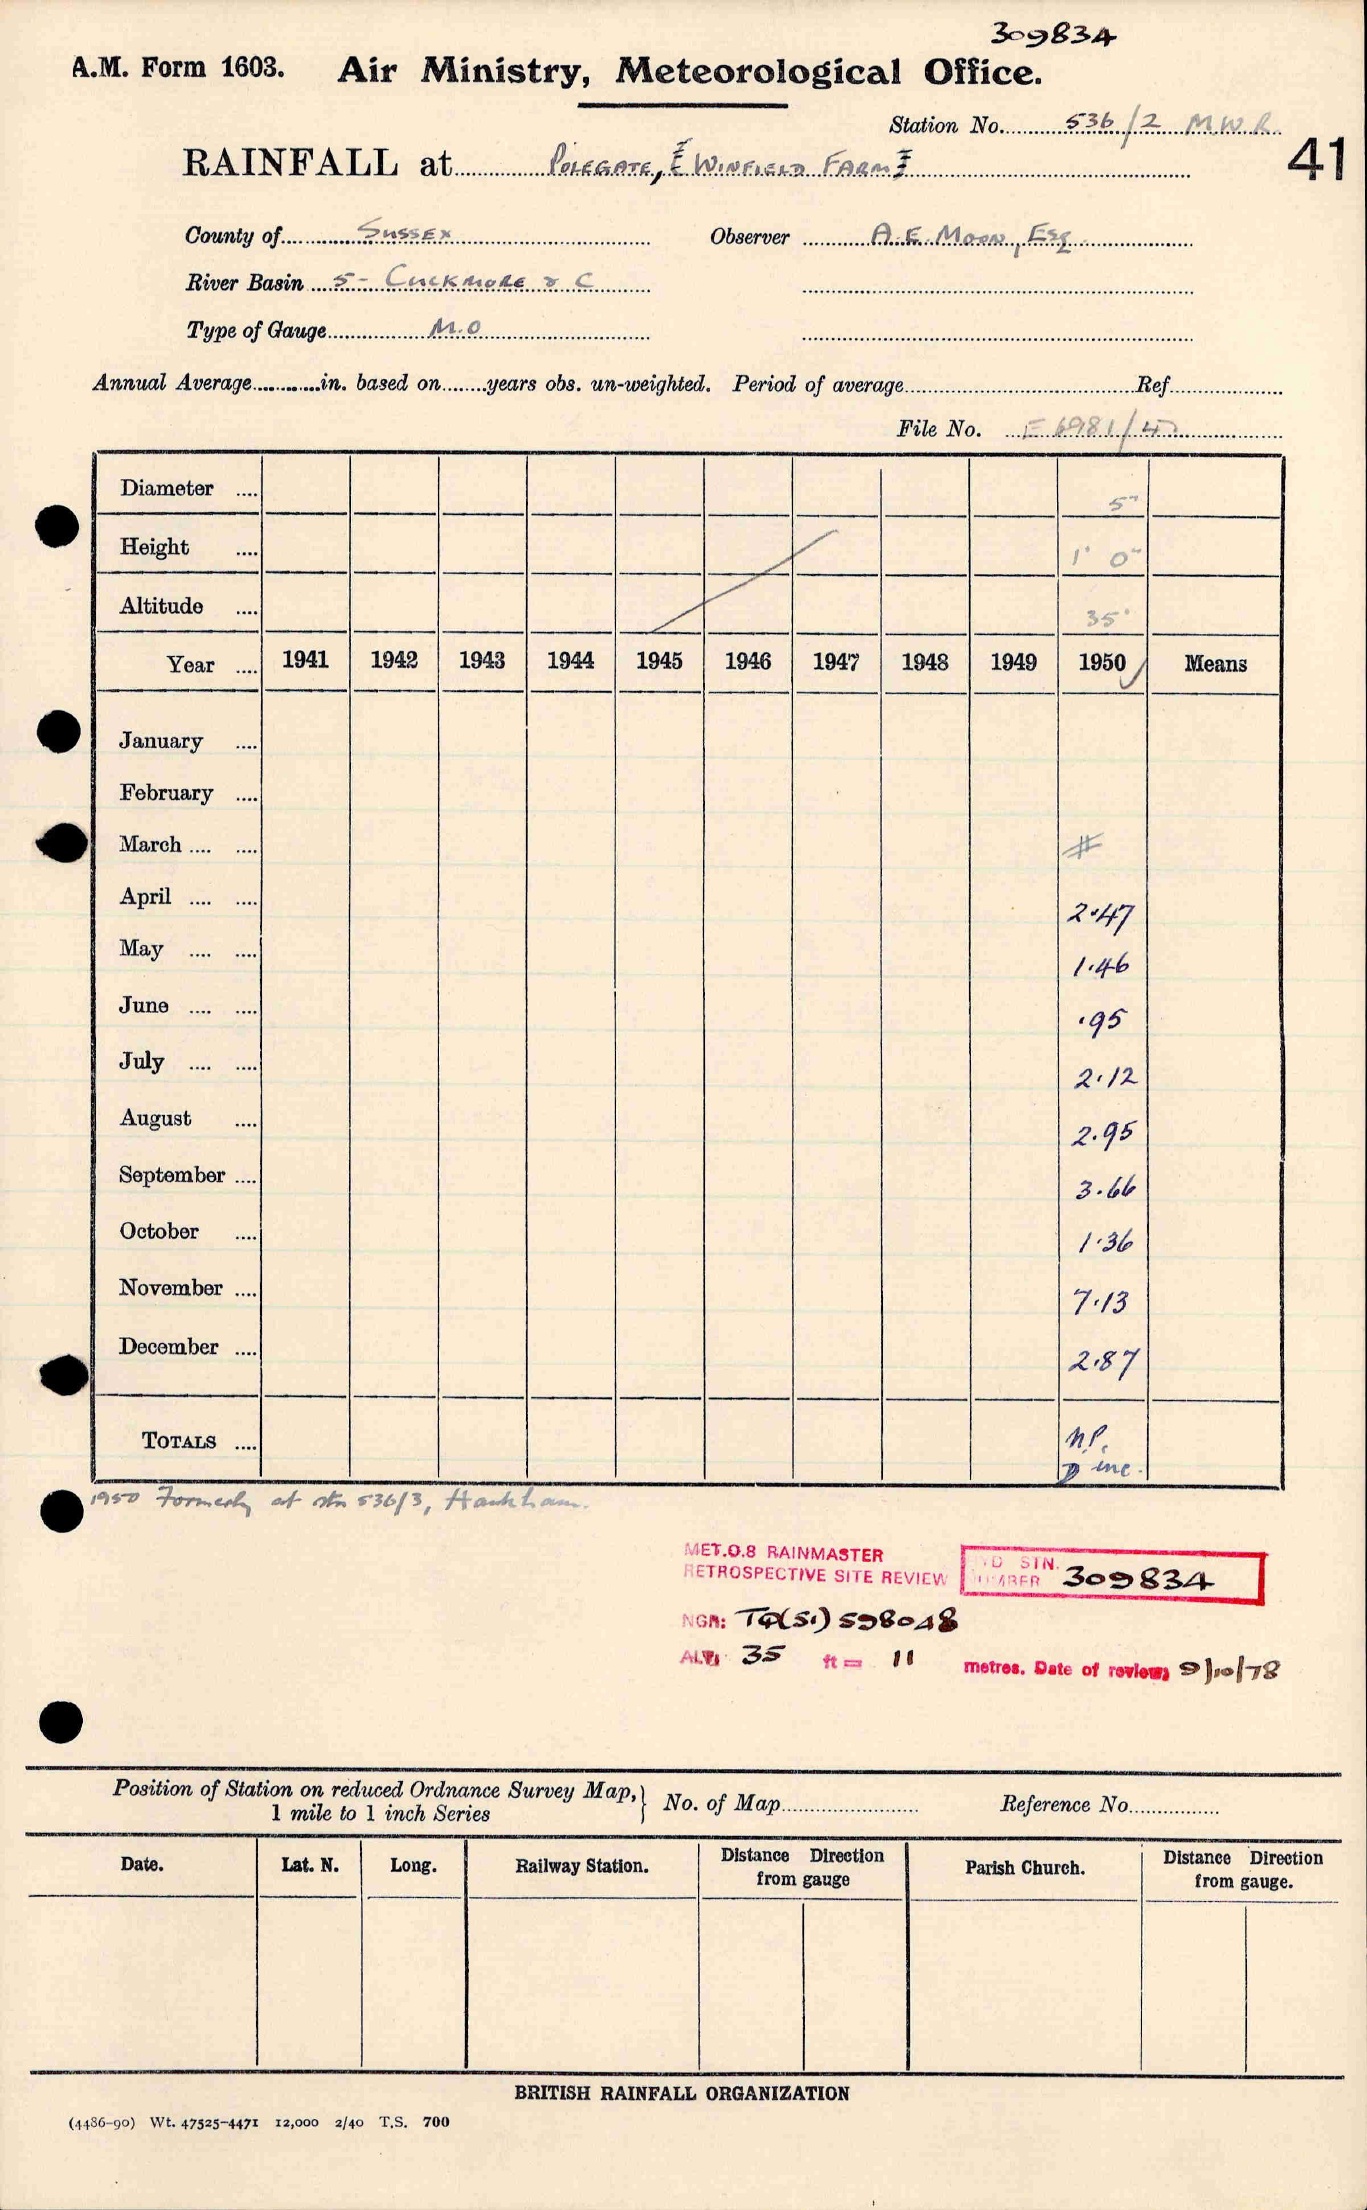 309834
A.M. Form 1603. Air Ministry, Meteorological Office.
Station No. 536/2 M.W.R.
41
RAINFALL at POLEGATE, [WINFIELD FARM]
County of SUSSEX Observer A.E. MOON, ESQ.
River Basin 5 - CUCKMORE & C
Type of Gauge M.O
Annual Average............in. based on........years obs. un-weighted. Period of average................Ref................
File No. E 6981/47
Diameter .... 5"
Height .... 1' 0"
Altitude .... 35'
Year .... 1941 1942 1943 1944 1945 1946 1947 1948 1949 1950 Means
January ....
February ....
March .... .... #
April .... .... 2.47
May .... .... 1.46
June .... .... .95
July .... .... 2.12
August .... 2.95
September .... 3.66
October .... 1.36
November .... 7.13
December .... 2.87
TOTALS .... N.P.
D inc.
1950 Formerly at stn 536/3, Hailsham.
MET.O.8 RAINMASTER
RETROSPECTIVE SITE REVIEW
STN.
NUMBER 309834
NGR: TQ(51) 598048
ALT: 35 ft = 11 metres. Date of review: 9/10/78
Position of Station on reduced Ordnance Survey Map,
1 mile to 1 inch Series
No. of Map................ Reference No................
Date. Lat. N. Long. Railway Station. Distance from gauge Direction Parish Church. Distance Direction from gauge.
BRITISH RAINFALL ORGANIZATION
(4486-90) Wt. 47525-4471 12,000 2/40 T.S. 700